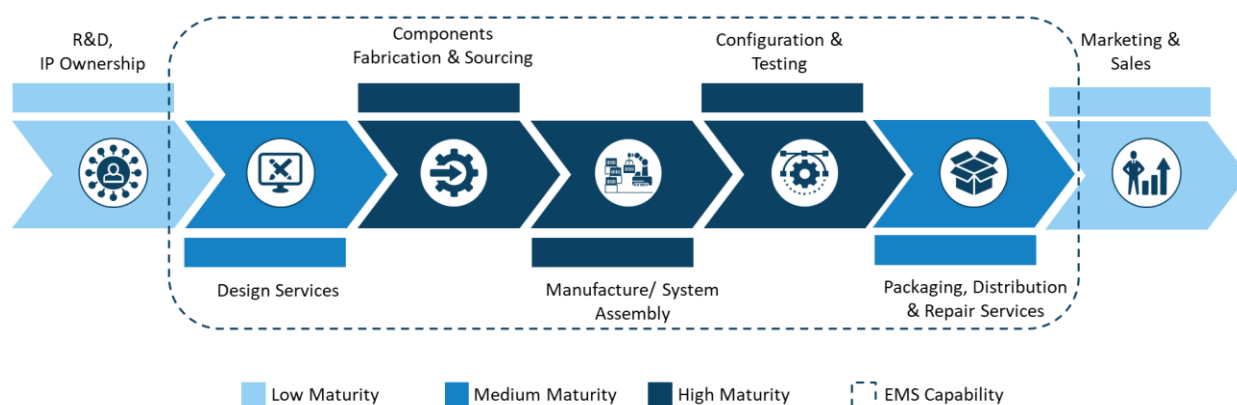 R&D,
IP Ownership
Components
Fabrication & Sourcing
Configuration &
Testing
Marketing &
Sales
Design Services
Manufacture/ System
Assembly
Packaging, Distribution
& Repair Services
Low Maturity
Medium Maturity
High Maturity
EMS Capability